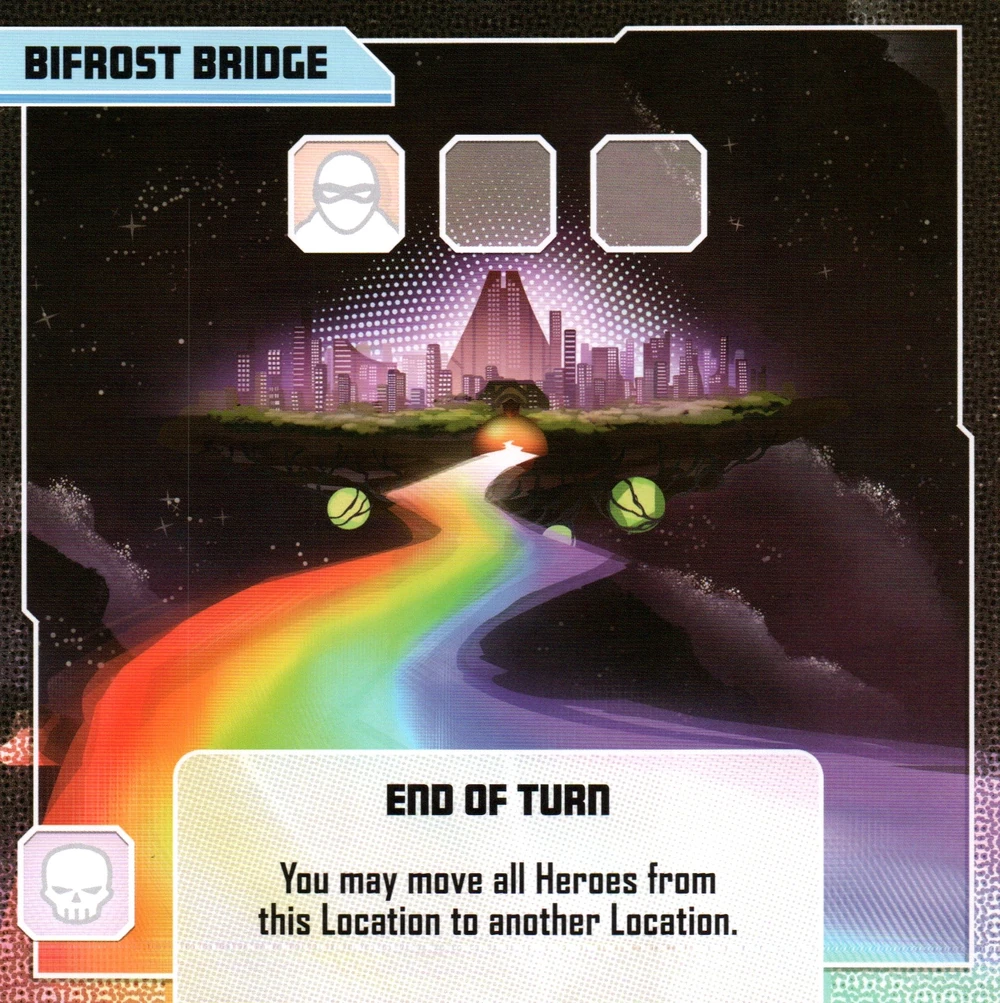 BIFROST BRIDGE
END OF TURN
You may move all Heroes from
this Location to another Location.